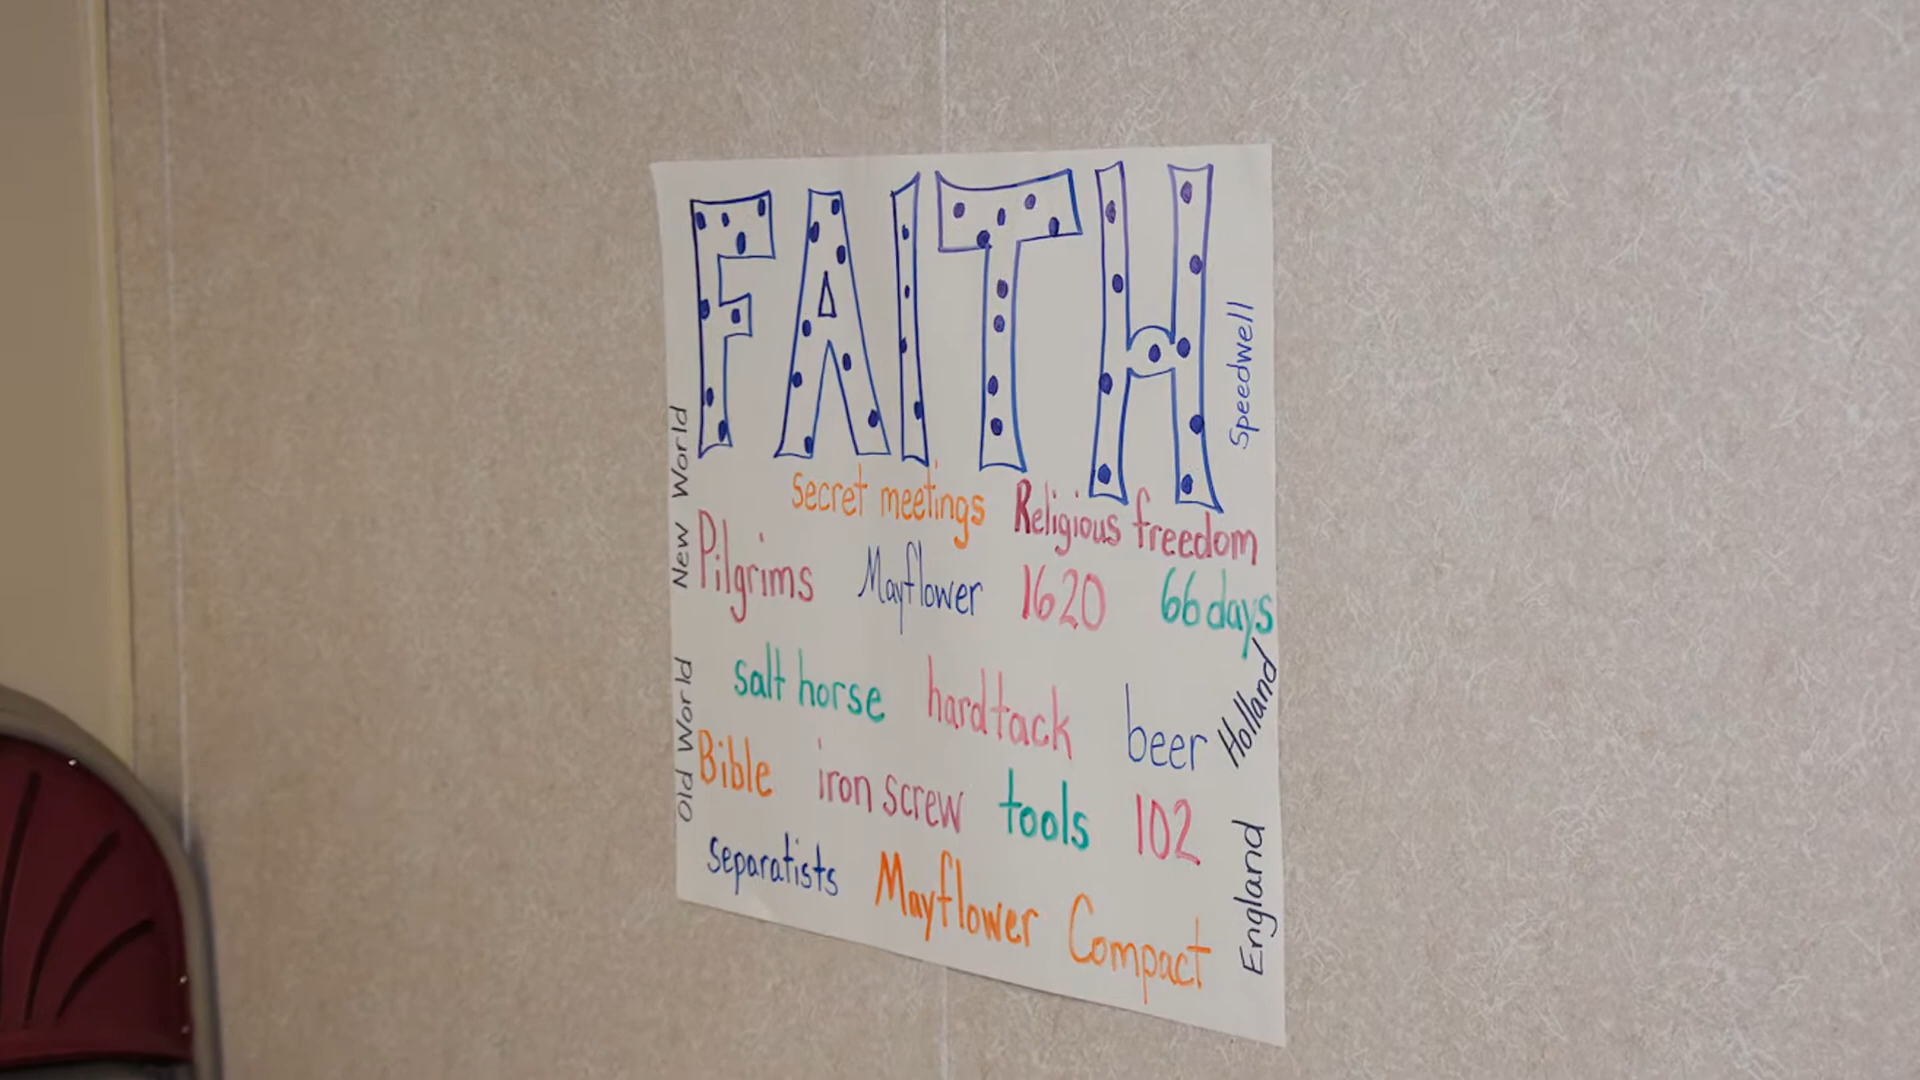 FAITH
secret meetings Religious freedom
Pilgrims Mayflower 1620 66 days
salt horse hardtack beer
Bible iron screw tools 102
separatists Mayflower Compact
New World
Old World
Speedwell
Holland
England